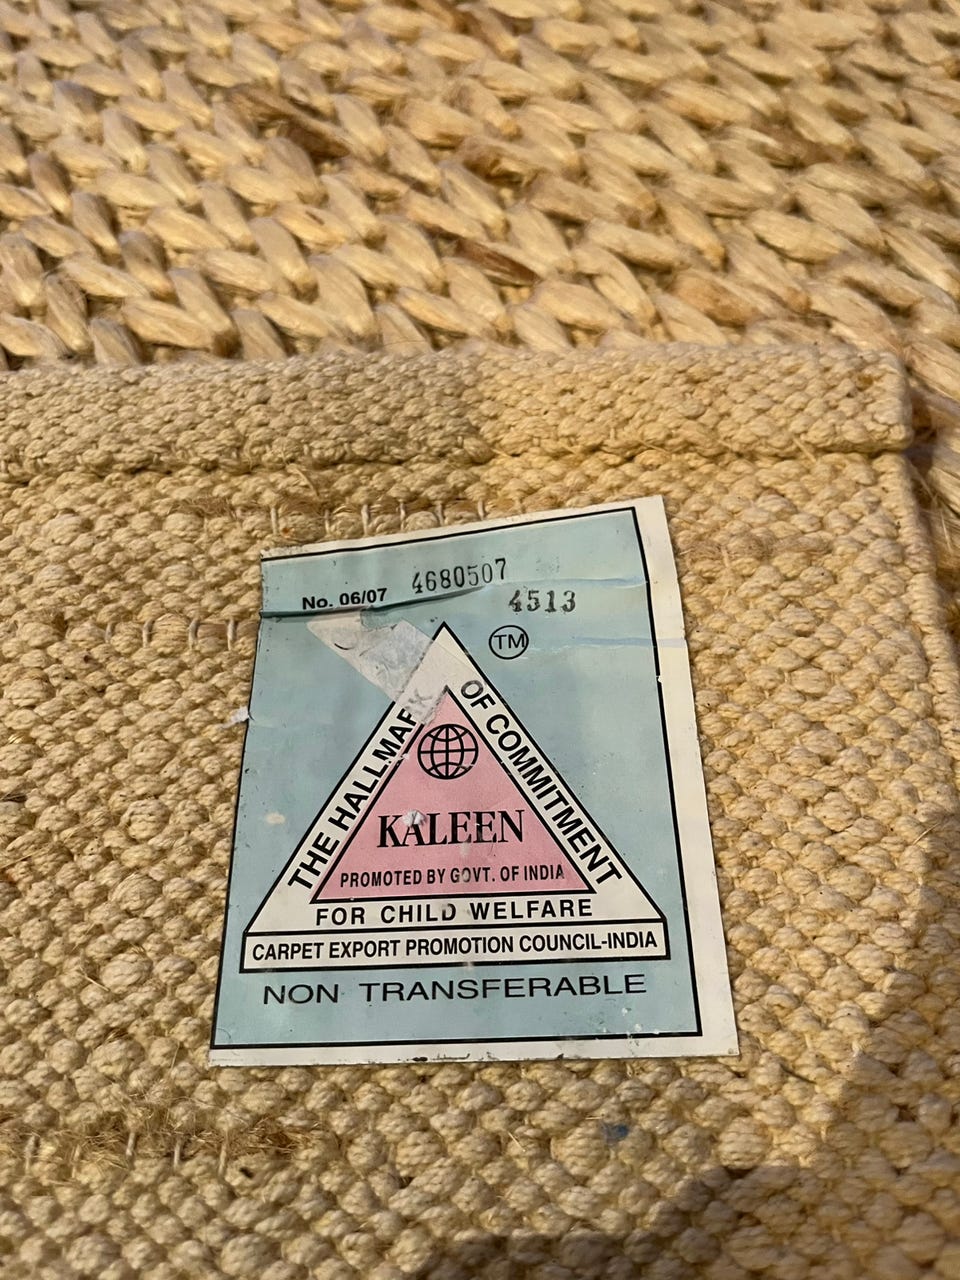 No. 06/07 4680507
4513
TM
THE HALLMARK OF COMMITMENT
KALEEN
PROMOTED BY GOVT. OF INDIA
FOR CHILD WELFARE
CARPET EXPORT PROMOTION COUNCIL-INDIA
NON TRANSFERABLE